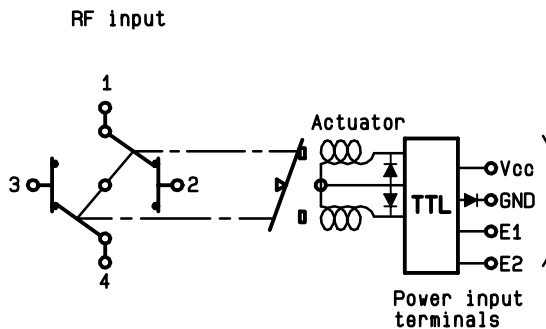 RF input
1
Actuator
Vcc
3
2
TTL
GND
E1
E2
4
Power input
terminals